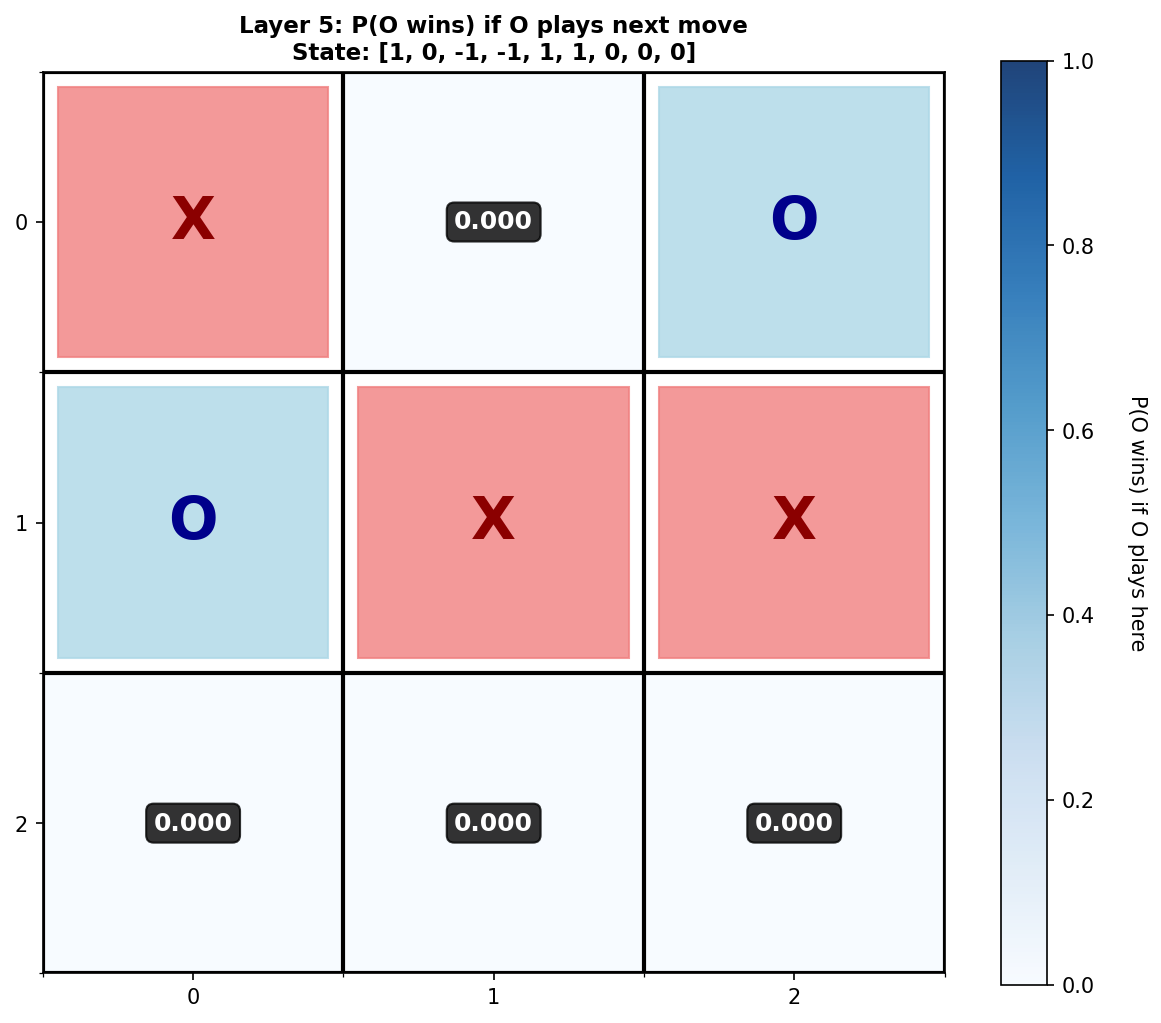 Layer 5: P(O wins) if O plays next move
State: [1, 0, -1, -1, 1, 1, 0, 0, 0]
X
0.000
O
O
X
X
0.000
0.000
0.000
0
1
2
0
1
2
1.0
0.8
0.6
0.4
0.2
0.0
P(O wins) if O plays here